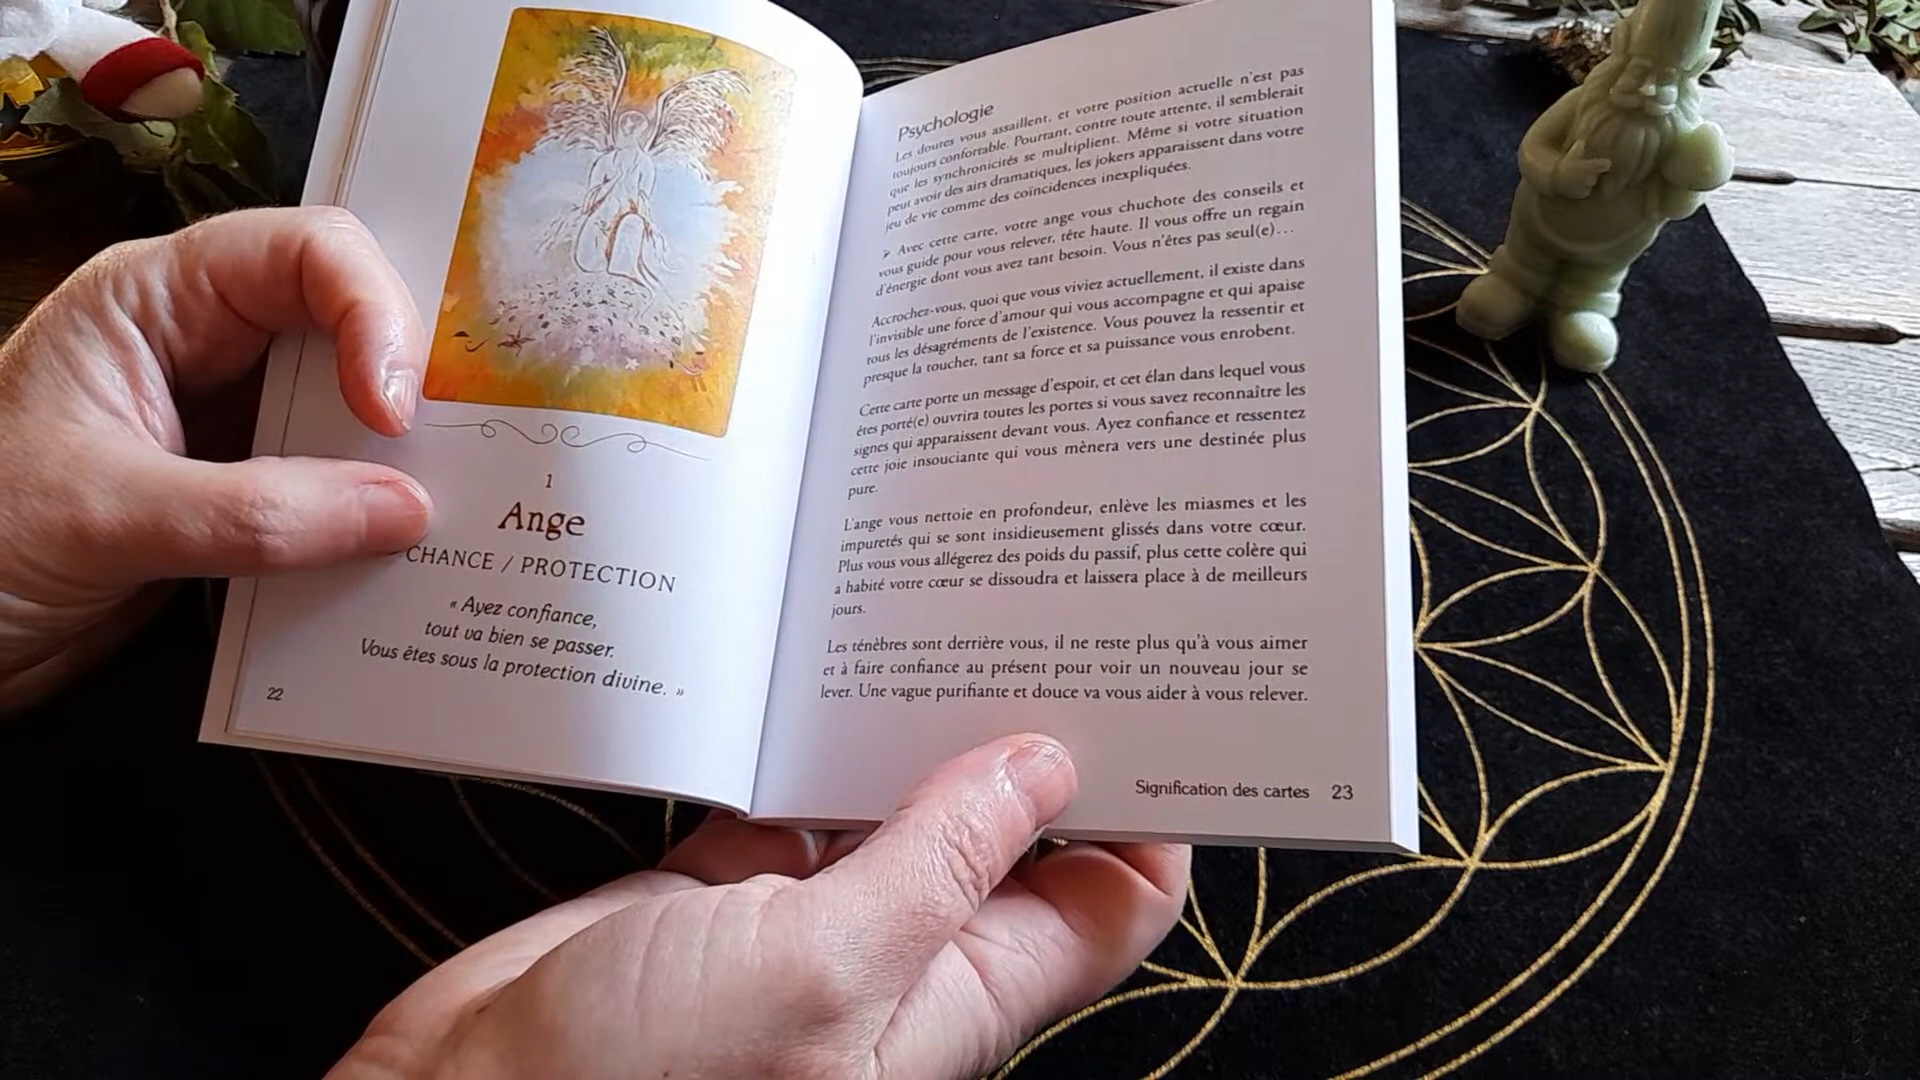 1
Ange
CHANCE / PROTECTION
« Ayez confiance,
tout va bien se passer.
Vous êtes sous la protection divine. »
22
Psychologie
Les doutes vous assaillent, et votre position actuelle n'est pas
toujours confortable. Pourtant, contre toute attente, il semblerait
que les synchronicités se multiplient. Même si votre situation
peut avoir des airs dramatiques, les jokers apparaissent dans votre
jeu de vie comme des coïncidences inexpliquées.
➢ Avec cette carte, votre ange vous chuchote des conseils et
vous guide pour vous relever, tête haute. Il vous offre un regain
d'énergie dont vous avez tant besoin. Vous n'êtes pas seul(e)…
Accrochez-vous, quoi que vous viviez actuellement, il existe dans
l'invisible une force d'amour qui vous accompagne et qui apaise
tous les désagréments de l'existence. Vous pouvez la ressentir et
presque la toucher, tant sa force et sa puissance vous enrobent.
Cette carte porte un message d'espoir, et cet élan dans lequel vous
êtes porté(e) ouvrira toutes les portes si vous savez reconnaître les
signes qui apparaissent devant vous. Ayez confiance et ressentez
cette joie insouciante qui vous mènera vers une destinée plus
pure.
L'ange vous nettoie en profondeur, enlève les miasmes et les
impuretés qui se sont insidieusement glissés dans votre cœur.
Plus vous vous allégerez des poids du passif, plus cette colère qui
a habité votre cœur se dissoudra et laissera place à de meilleurs
jours.
Les ténèbres sont derrière vous, il ne reste plus qu'à vous aimer
et à faire confiance au présent pour voir un nouveau jour se
lever. Une vague purifiante et douce va vous aider à vous relever.
Signification des cartes 23